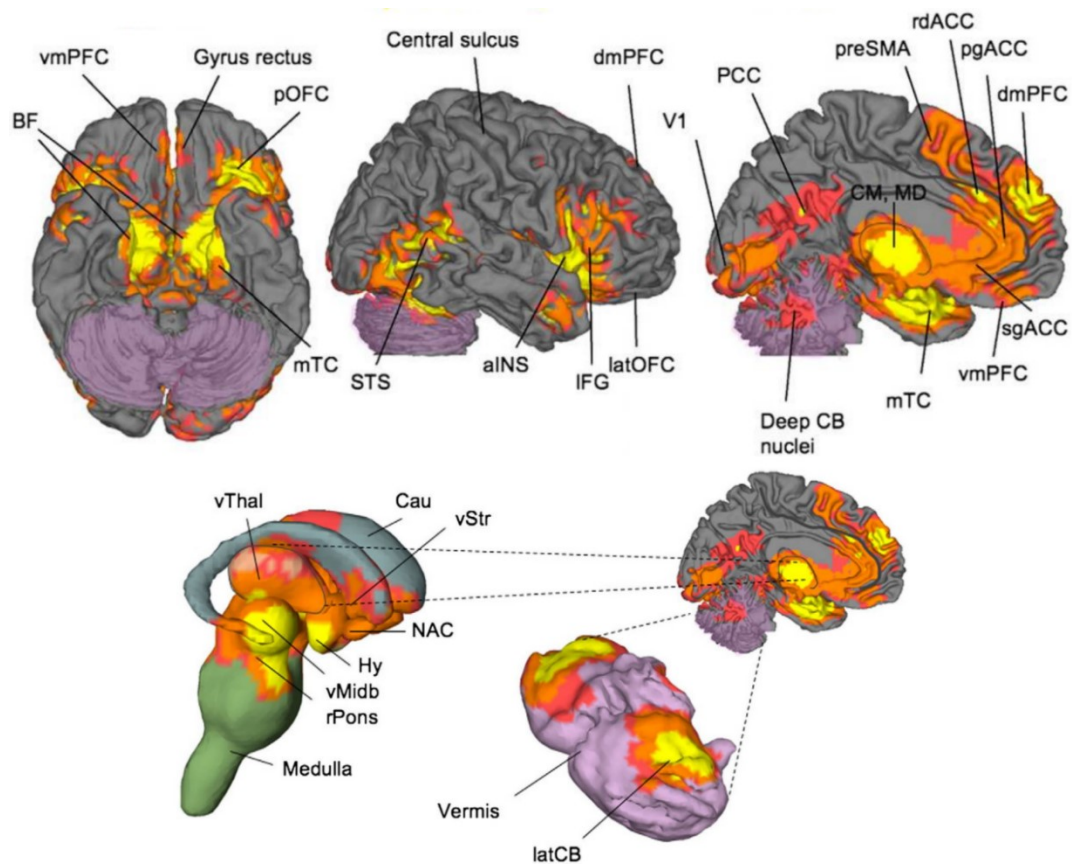 vmPFC
Gyrus rectus
pOFC
BF
mTC
Central sulcus
dmPFC
STS
aINS
IFG
latOFC
rdACC
preSMA
pgACC
PCC
dmPFC
V1
CM, MD
sgACC
vmPFC
mTC
Deep CB
nuclei
vThal
Cau
vStr
NAC
Hy
vMidb
rPons
Medulla
Vermis
latCB